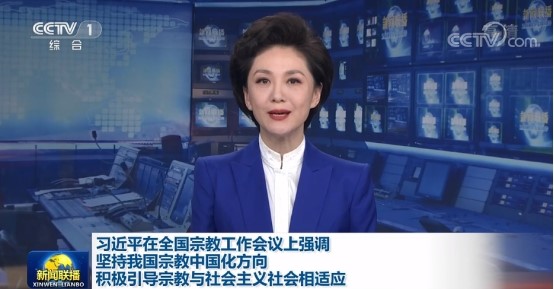 CCTV 1
综合
CCTV.com
习近平在全国宗教工作会议上强调
坚持我国宗教中国化方向
积极引导宗教与社会主义社会相适应
新闻联播
XINWEN LIANBO